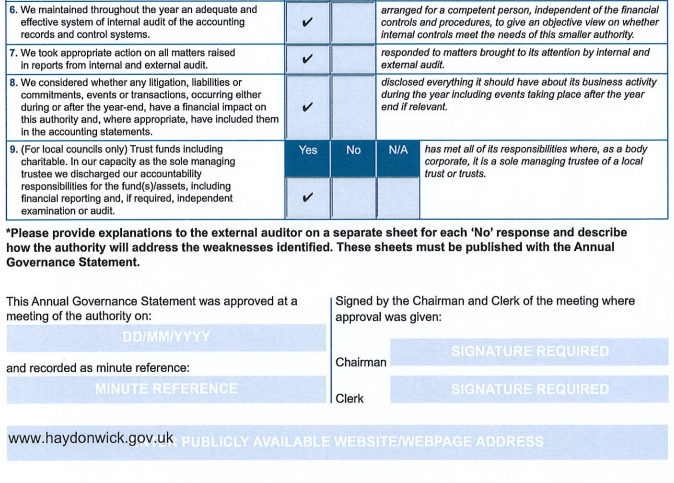 6. We maintained throughout the year an adequate and
effective system of internal audit of the accounting
records and control systems.
✔
arranged for a competent person, independent of the financial
controls and procedures, to give an objective view on whether
internal controls meet the needs of this smaller authority.
7. We took appropriate action on all matters raised
in reports from internal and external audit.
✔
responded to matters brought to its attention by internal and
external audit.
8. We considered whether any litigation, liabilities or
commitments, events or transactions, occurring either
during or after the year-end, have a financial impact on
this authority and, where appropriate, have included them
in the accounting statements.
✔
disclosed everything it should have about its business activity
during the year including events taking place after the year
end if relevant.
9. (For local councils only) Trust funds including
charitable. In our capacity as the sole managing
trustee we discharged our accountability
responsibilities for the fund(s)/assets, including
financial reporting and, if required, independent
examination or audit.
Yes No N/A
✔
has met all of its responsibilities where, as a body
corporate, it is a sole managing trustee of a local
trust or trusts.
*Please provide explanations to the external auditor on a separate sheet for each 'No' response and describe
how the authority will address the weaknesses identified. These sheets must be published with the Annual
Governance Statement.
This Annual Governance Statement was approved at a
meeting of the authority on:
DD/MM/YYYY
and recorded as minute reference:
MINUTE REFERENCE
Signed by the Chairman and Clerk of the meeting where
approval was given:
Chairman SIGNATURE REQUIRED
Clerk SIGNATURE REQUIRED
www.haydonwick.gov.uk PUBLICLY AVAILABLE WEBSITE/WEBPAGE ADDRESS